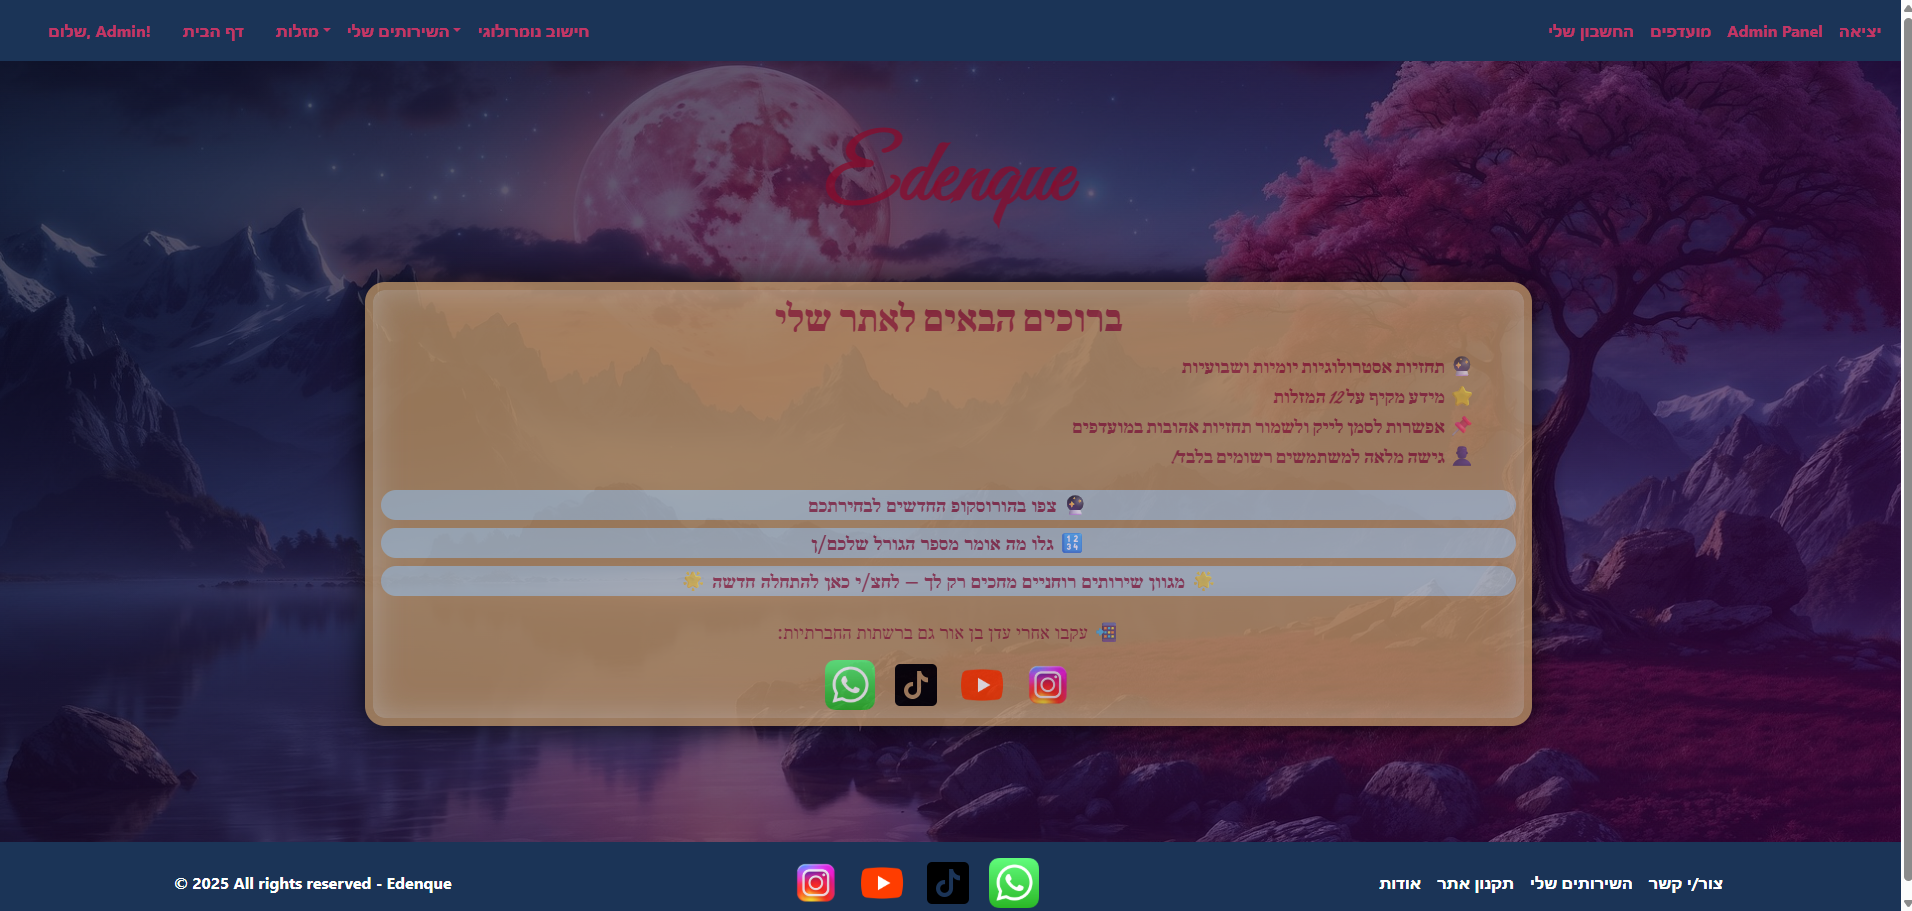 שלום, Admin!
דף הבית
מזלות
השירותים שלי
חישוב נומרולוגי
החשבון שלי
מועדפים
Admin Panel
יציאה
Edenque
ברוכים הבאים לאתר שלי
🔮 תחזיות אסטרולוגיות יומיות ושבועיות
⭐ מידע מקיף על 12 המזלות
📌 אפשרות לסמן לייק ולשמור תחזיות אהובות במועדפים
👤 גישה מלאה למשתמשים רשומים בלבד/
🔮 צפו בהורוסקופ החדשים לבחירתכם
🔢 גלו מה אומר מספר הגורל שלכם/ן
🌟 מגוון שירותים רוחניים מחכים רק לך – לחצ/י כאן להתחלה חדשה 🌟
📲 עקבו אחרי עדן בן אור גם ברשתות החברתיות:
© 2025 All rights reserved - Edenque
צור/י קשר
השירותים שלי
תקנון אתר
אודות